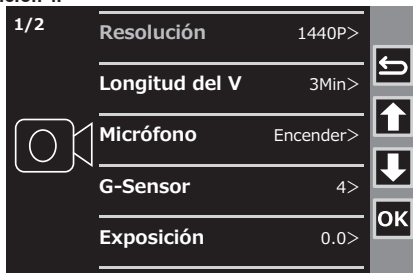 1/2
Resolución 1440P>
Longitud del V 3Min>
Micrófono Encender>
G-Sensor 4>
Exposición 0.0>
OK